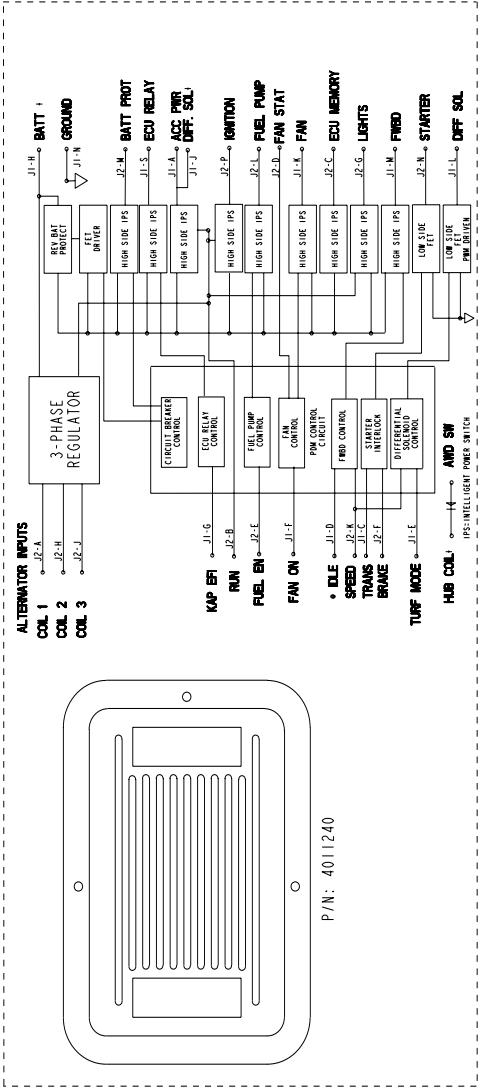 ALTERNATOR INPUTS
COIL 1
J2-A
COIL 2
J2-H
COIL 3
J2-J
3-PHASE
REGULATOR
KAP EFI
J1-G
RUN
J2-B
FUEL EN
J2-E
FAN ON
J1-F
° IDLE
J1-D
SPEED
J2-K
TRANS
J1-C
BRAKE
J2-F
TURF MODE
J1-E
HUB COIL+
AWD SW
IPS=INTELLIGENT POWER SWITCH
CIRCUIT BREAKER
CONTROL
ECU RELAY
CONTROL
FUEL PUMP
CONTROL
FAN
CONTROL
PDM CONTROL
CIRCUIT
FWBD CONTROL
STARTER
INTERLOCK
DIFFERENTIAL
SOLENOID
CONTROL
REV BAT
PROTECT
FET
DRIVER
HIGH SIDE IPS
HIGH SIDE IPS
HIGH SIDE IPS
HIGH SIDE IPS
HIGH SIDE IPS
HIGH SIDE IPS
HIGH SIDE IPS
HIGH SIDE IPS
HIGH SIDE IPS
LOW SIDE
FET
LOW SIDE
FET
PWM DRIVEN
J1-H
BATT +
J1-N
GROUND
J2-M
BATT PROT
J1-S
ECU RELAY
J1-A
ACC PWR
J1-J
DIFF. SOL+
J2-P
IGNITION
J2-L
FUEL PUMP
J2-D
FAN STAT
J1-K
FAN
J2-C
ECU MEMORY
J2-G
LIGHTS
J1-M
FWBD
J2-N
STARTER
J1-L
DIFF SOL
P/N: 4011240